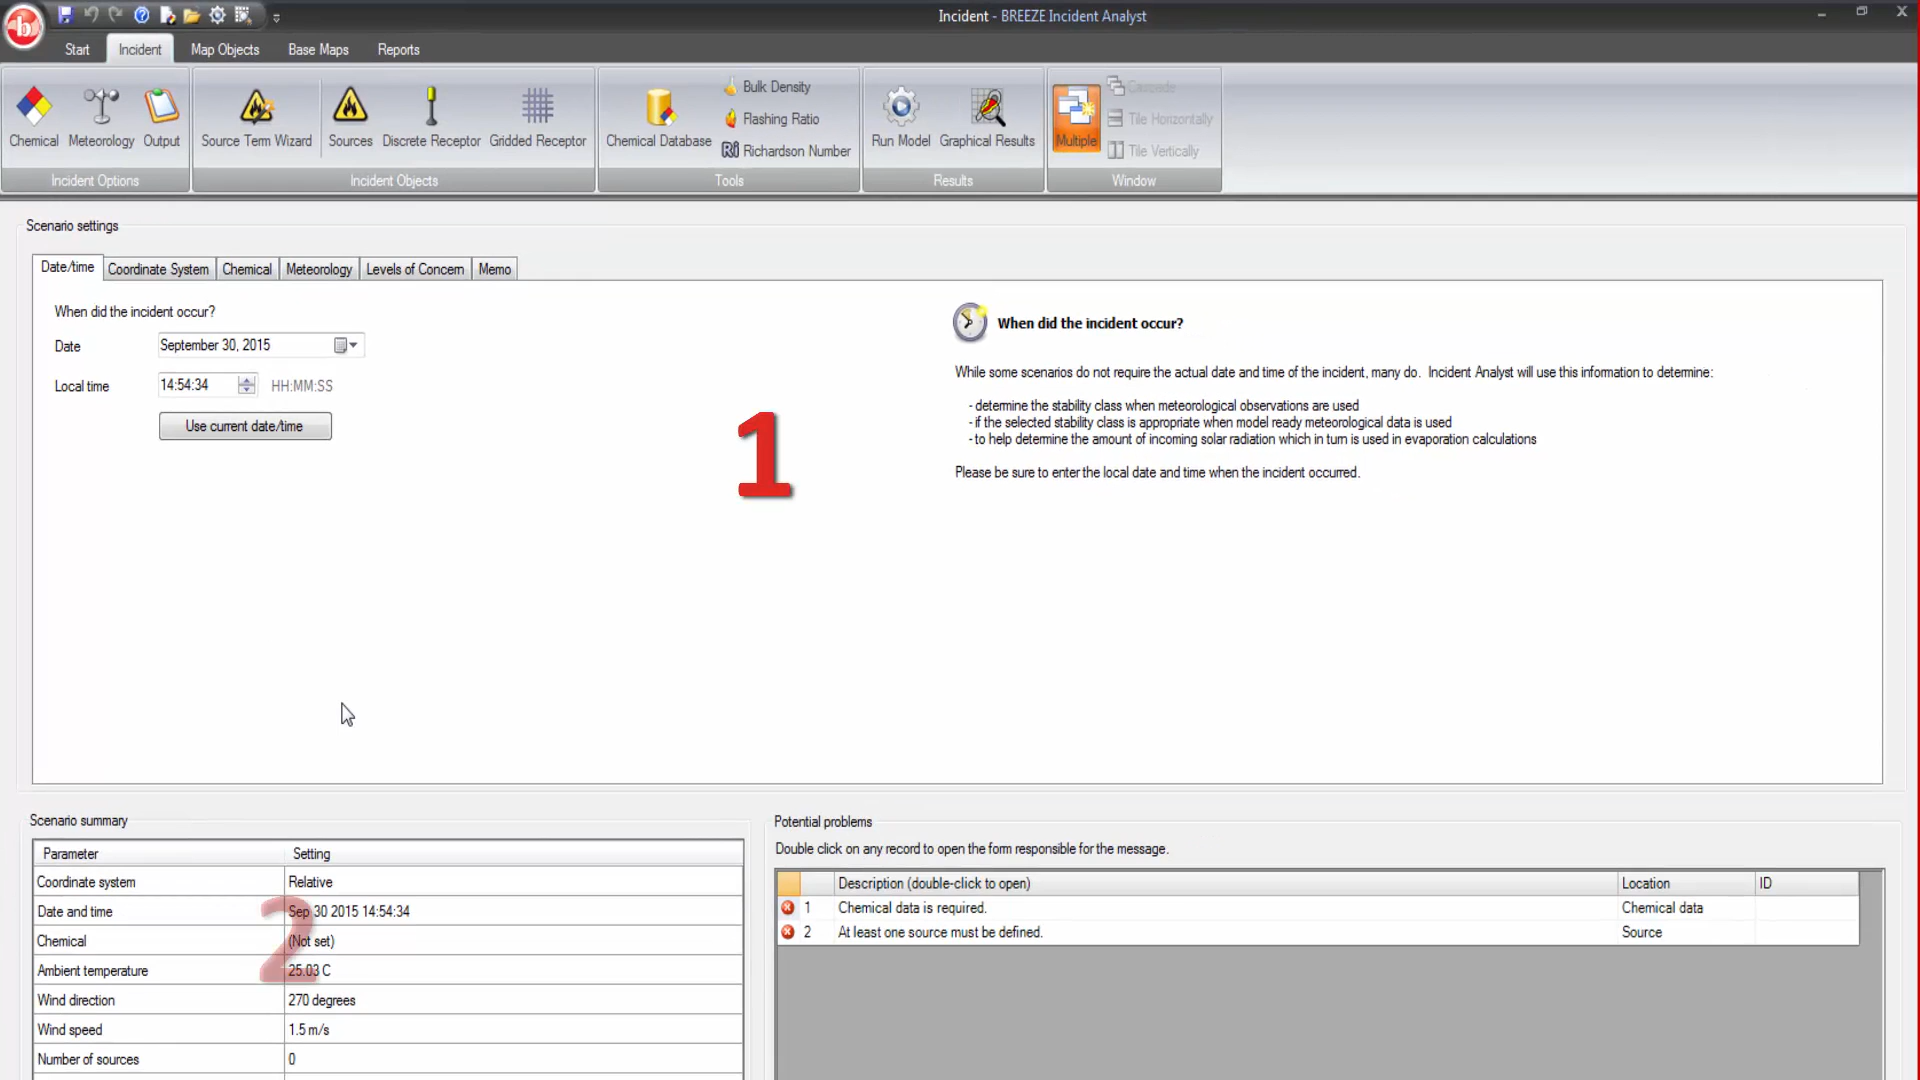 Incident - BREEZE Incident Analyst
Start Incident Map Objects Base Maps Reports
Chemical Meteorology Output
Incident Options
Source Term Wizard Sources Discrete Receptor Gridded Receptor
Incident Objects
Chemical Database
Bulk Density
Flashing Ratio
Ri Richardson Number
Tools
Run Model Graphical Results
Results
Multiple
Cascade
Tile Horizontally
Tile Vertically
Window
Scenario settings
Date/time Coordinate System Chemical Meteorology Levels of Concern Memo
When did the incident occur?
Date September 30, 2015
Local time 14:54:34 HH:MM:SS
Use current date/time
1
When did the incident occur?
While some scenarios do not require the actual date and time of the incident, many do. Incident Analyst will use this information to determine:
- determine the stability class when meteorological observations are used
- if the selected stability class is appropriate when model ready meteorological data is used
- to help determine the amount of incoming solar radiation which in turn is used in evaporation calculations
Please be sure to enter the local date and time when the incident occurred.
Scenario summary
Parameter Setting
Coordinate system Relative
Date and time Sep 30 2015 14:54:34
Chemical (Not set)
Ambient temperature 25.03 C
Wind direction 270 degrees
Wind speed 1.5 m/s
Number of sources 0
2
Potential problems
Double click on any record to open the form responsible for the message.
Description (double-click to open) Location ID
1 Chemical data is required. Chemical data
2 At least one source must be defined. Source